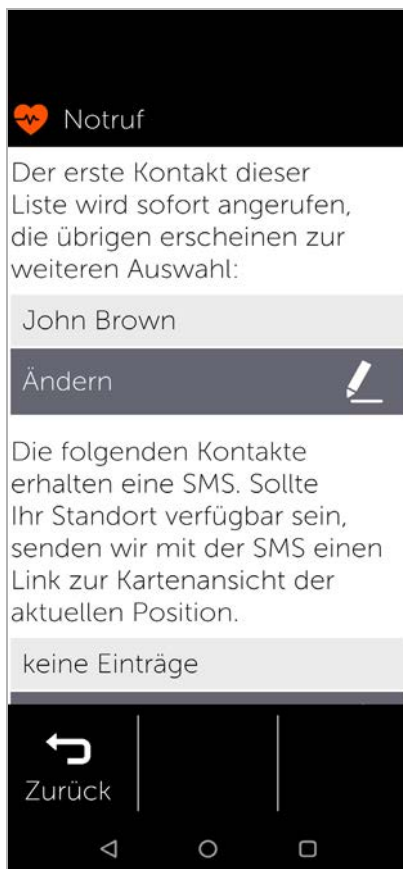 Notruf
Der erste Kontakt dieser
Liste wird sofort angerufen,
die übrigen erscheinen zur
weiteren Auswahl:
John Brown
Ändern
Die folgenden Kontakte
erhalten eine SMS. Sollte
Ihr Standort verfügbar sein,
senden wir mit der SMS einen
Link zur Kartenansicht der
aktuellen Position.
keine Einträge
Zurück